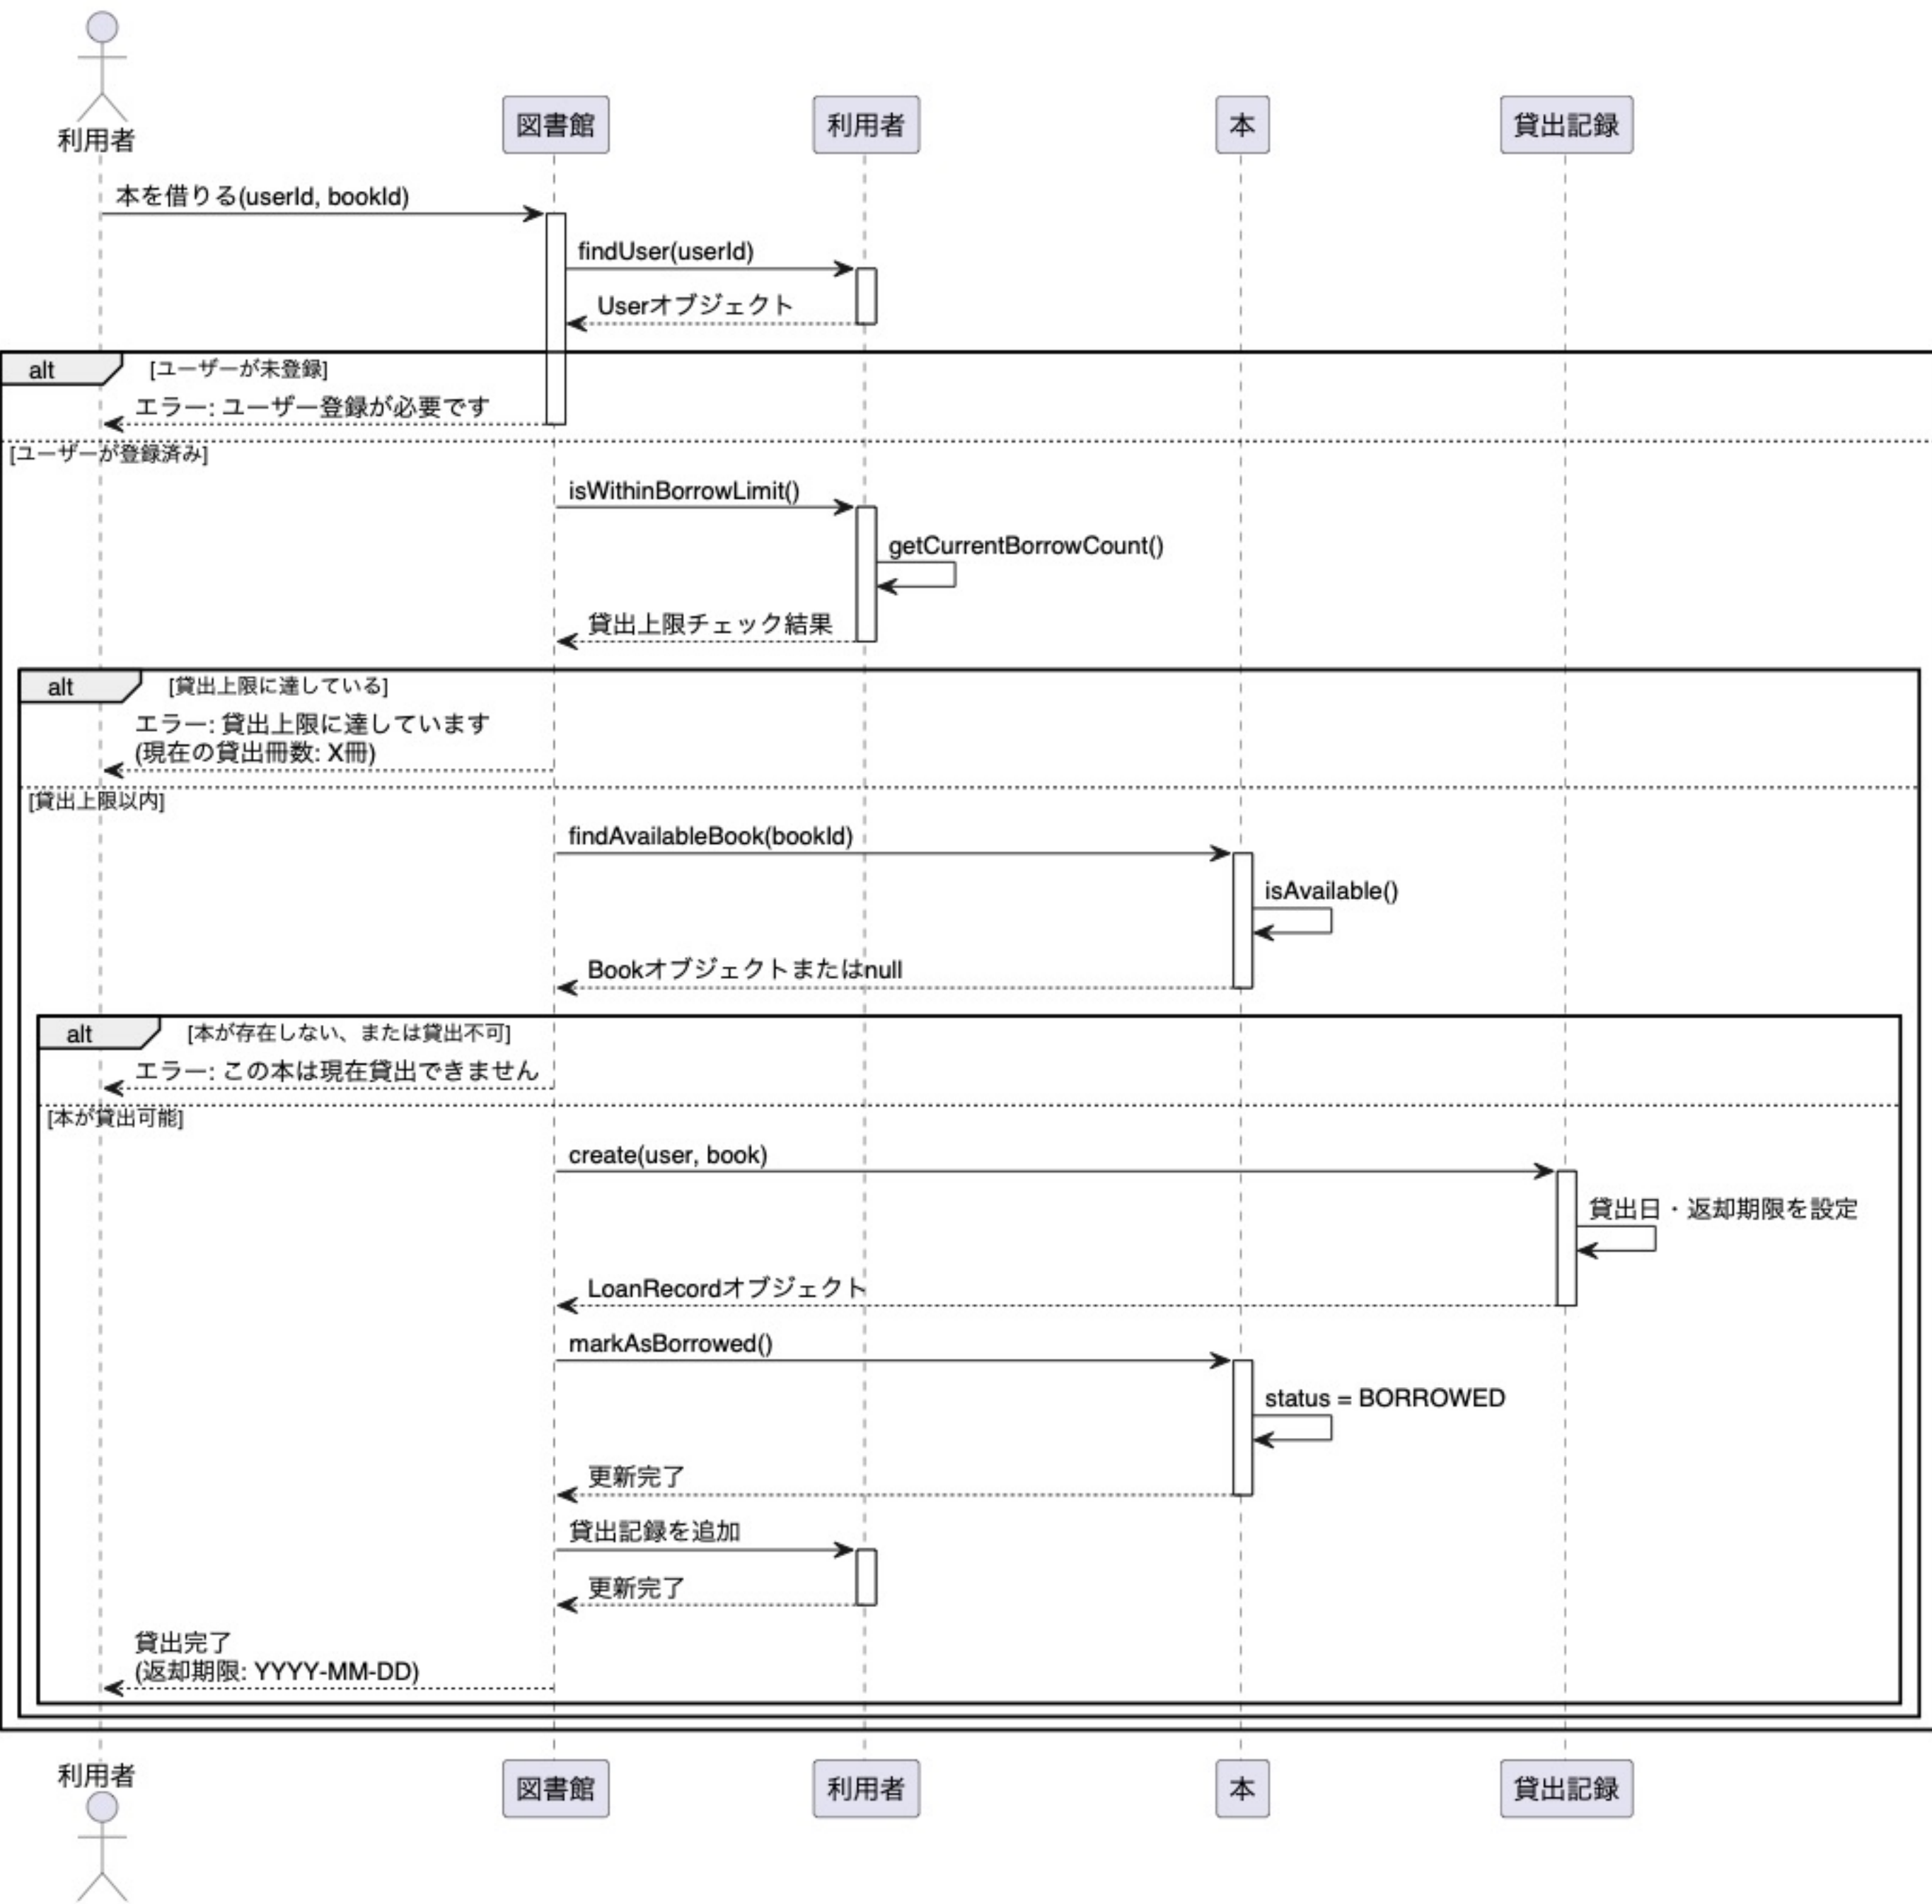 利用者
図書館
利用者
本
貸出記録
本を借りる(userId, bookId)
findUser(userId)
Userオブジェクト
alt
[ユーザーが未登録]
エラー: ユーザー登録が必要です
[ユーザーが登録済み]
isWithinBorrowLimit()
getCurrentBorrowCount()
貸出上限チェック結果
alt
[貸出上限に達している]
エラー: 貸出上限に達しています
(現在の貸出冊数: X冊)
[貸出上限以内]
findAvailableBook(bookId)
isAvailable()
Bookオブジェクトまたはnull
alt
[本が存在しない、または貸出不可]
エラー: この本は現在貸出できません
[本が貸出可能]
create(user, book)
貸出日・返却期限を設定
LoanRecordオブジェクト
markAsBorrowed()
status = BORROWED
更新完了
貸出記録を追加
更新完了
貸出完了
(返却期限: YYYY-MM-DD)
利用者
図書館
利用者
本
貸出記録